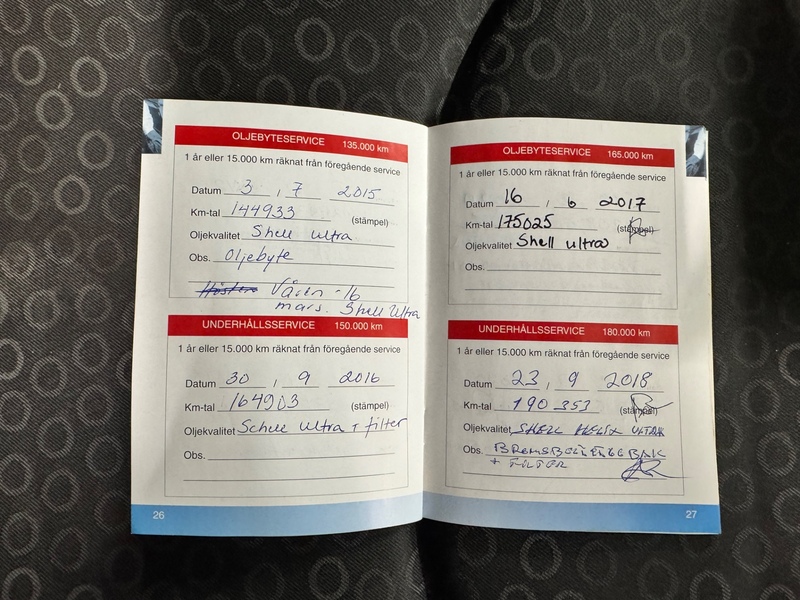 OLJEBYTESERVICE 135.000 km
1 år eller 15.000 km räknat från föregående service
Datum 3 , 7 2015
Km-tal 144933 (stämpel)
Oljekvalitet Shell ultra
Obs. Oljebyte
Hösten Våren -16
mars. Shell Ultra
UNDERHÅLLSSERVICE 150.000 km
1 år eller 15.000 km räknat från föregående service
Datum 30 , 9 2016
Km-tal 164903 (stämpel)
Oljekvalitet Schell Ultra + filter
Obs.
26
OLJEBYTESERVICE 165.000 km
1 år eller 15.000 km räknat från föregående service
Datum 16 , 6 2017
Km-tal 175025 (stämpel)
Oljekvalitet Shell ultra
Obs.
UNDERHÅLLSSERVICE 180.000 km
1 år eller 15.000 km räknat från föregående service
Datum 23 , 9 2018
Km-tal 190 353 (stämpel)
Oljekvalitet SHELL HELIX ULTRA
Obs. BAK
+ FILTER
27